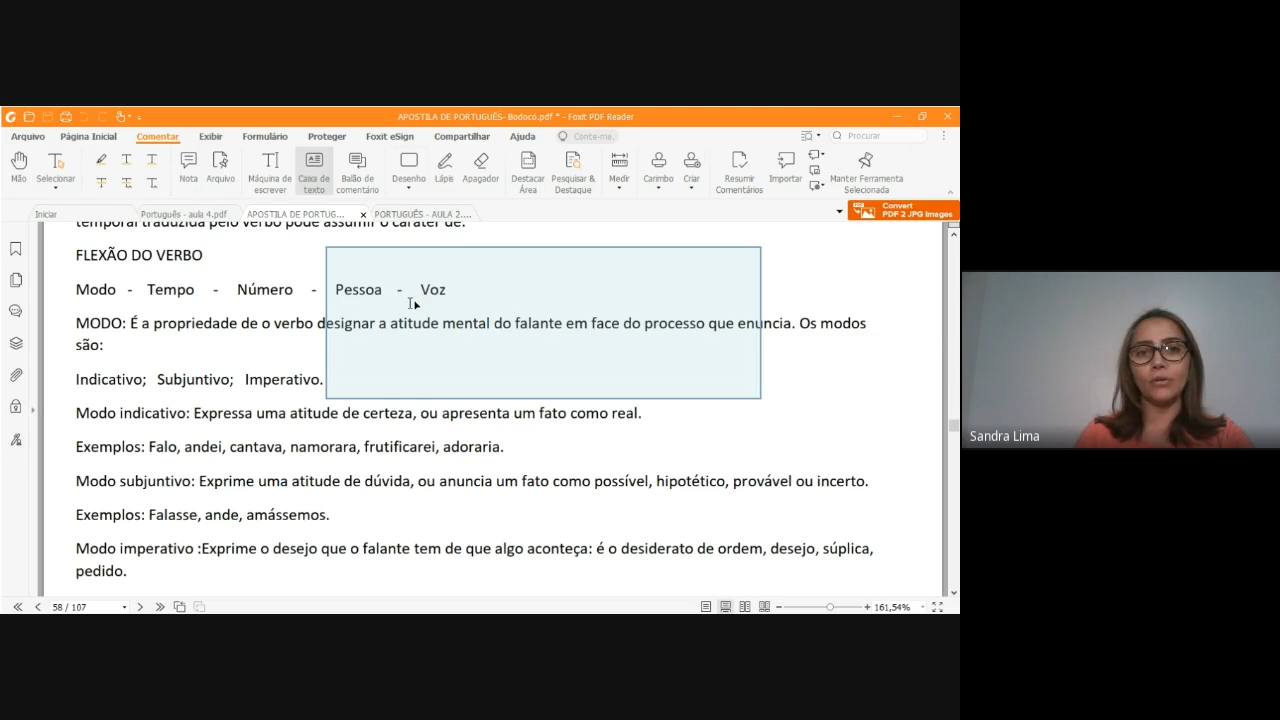 APOSTILA DE PORTUGUÊS- Bodocó.pdf * - Foxit PDF Reader
Arquivo Página Inicial Comentar Exibir Formulário Proteger Foxit eSign Compartilhar Ajuda Conte-me. Procurar
Mão Selecionar Nota Arquivo Máquina de escrever Caixa de texto Balão de comentário Desenho Lápis Apagador Destacar Área Pesquisar & Destaque Medir Carimbo Criar Resumir Comentários Importar Manter Ferramenta Selecionada
Iniciar Português - aula 4.pdf APOSTILA DE PORTUG... × PORTUGUÊS - AULA 2.... Convert PDF 2 JPG Images
temporal traduzida pelo verbo pode assumir o caráter de:
FLEXÃO DO VERBO
Modo - Tempo - Número - Pessoa - Voz
MODO: É a propriedade de o verbo designar a atitude mental do falante em face do processo que enuncia. Os modos
são:
Indicativo; Subjuntivo; Imperativo.
Modo indicativo: Expressa uma atitude de certeza, ou apresenta um fato como real.
Exemplos: Falo, andei, cantava, namorara, frutificarei, adoraria.
Modo subjuntivo: Exprime uma atitude de dúvida, ou anuncia um fato como possível, hipotético, provável ou incerto.
Exemplos: Falasse, ande, amássemos.
Modo imperativo :Exprime o desejo que o falante tem de que algo aconteça: é o desiderato de ordem, desejo, súplica,
pedido.
58 / 107 161,54%
Sandra Lima